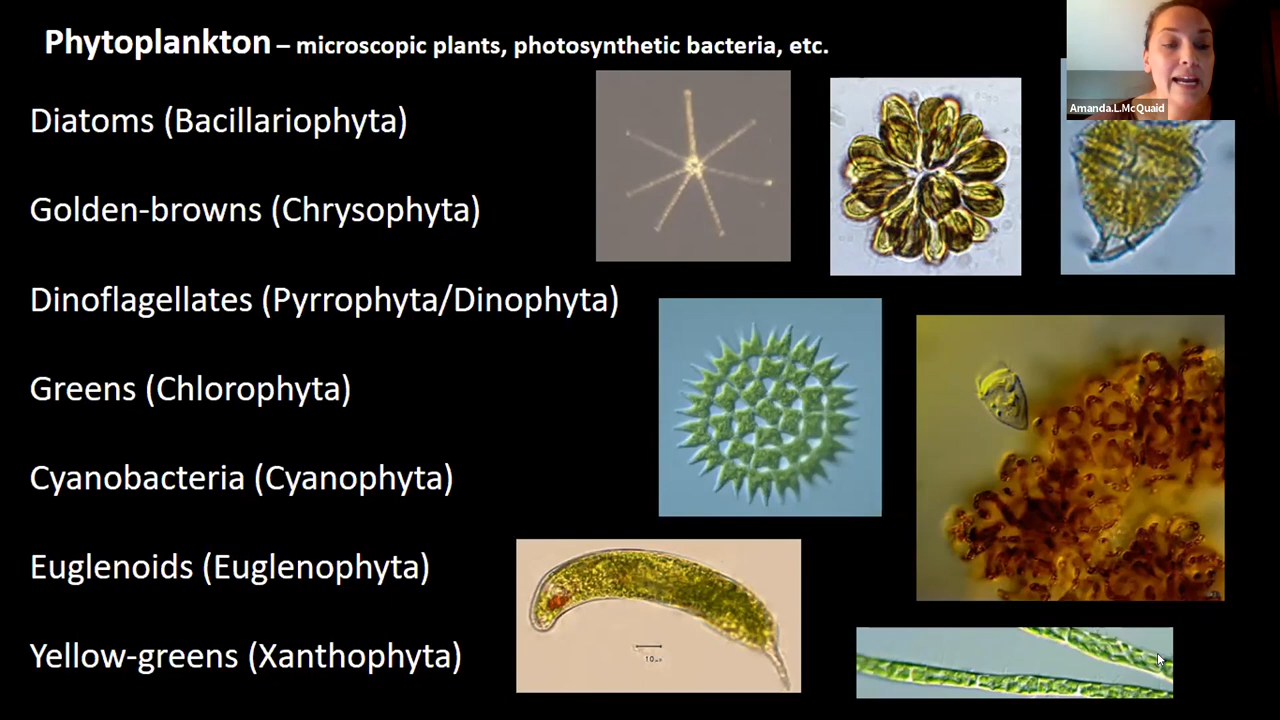 Phytoplankton – microscopic plants, photosynthetic bacteria, etc.
Amanda.L.McQuaid
Diatoms (Bacillariophyta)
Golden-browns (Chrysophyta)
Dinoflagellates (Pyrrophyta/Dinophyta)
Greens (Chlorophyta)
Cyanobacteria (Cyanophyta)
Euglenoids (Euglenophyta)
10
Yellow-greens (Xanthophyta)